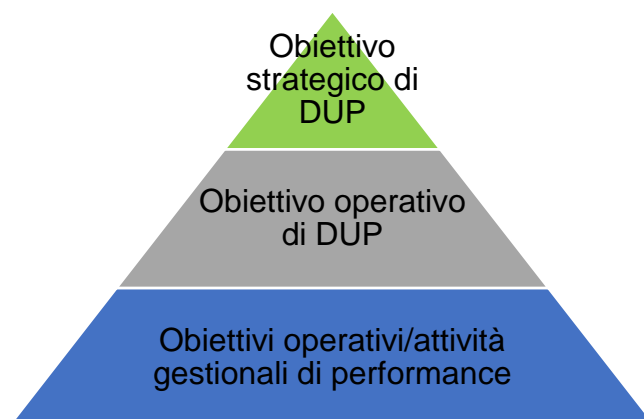 Obiettivo
strategico di
DUP
Obiettivo operativo
di DUP
Obiettivi operativi/attività
gestionali di performance